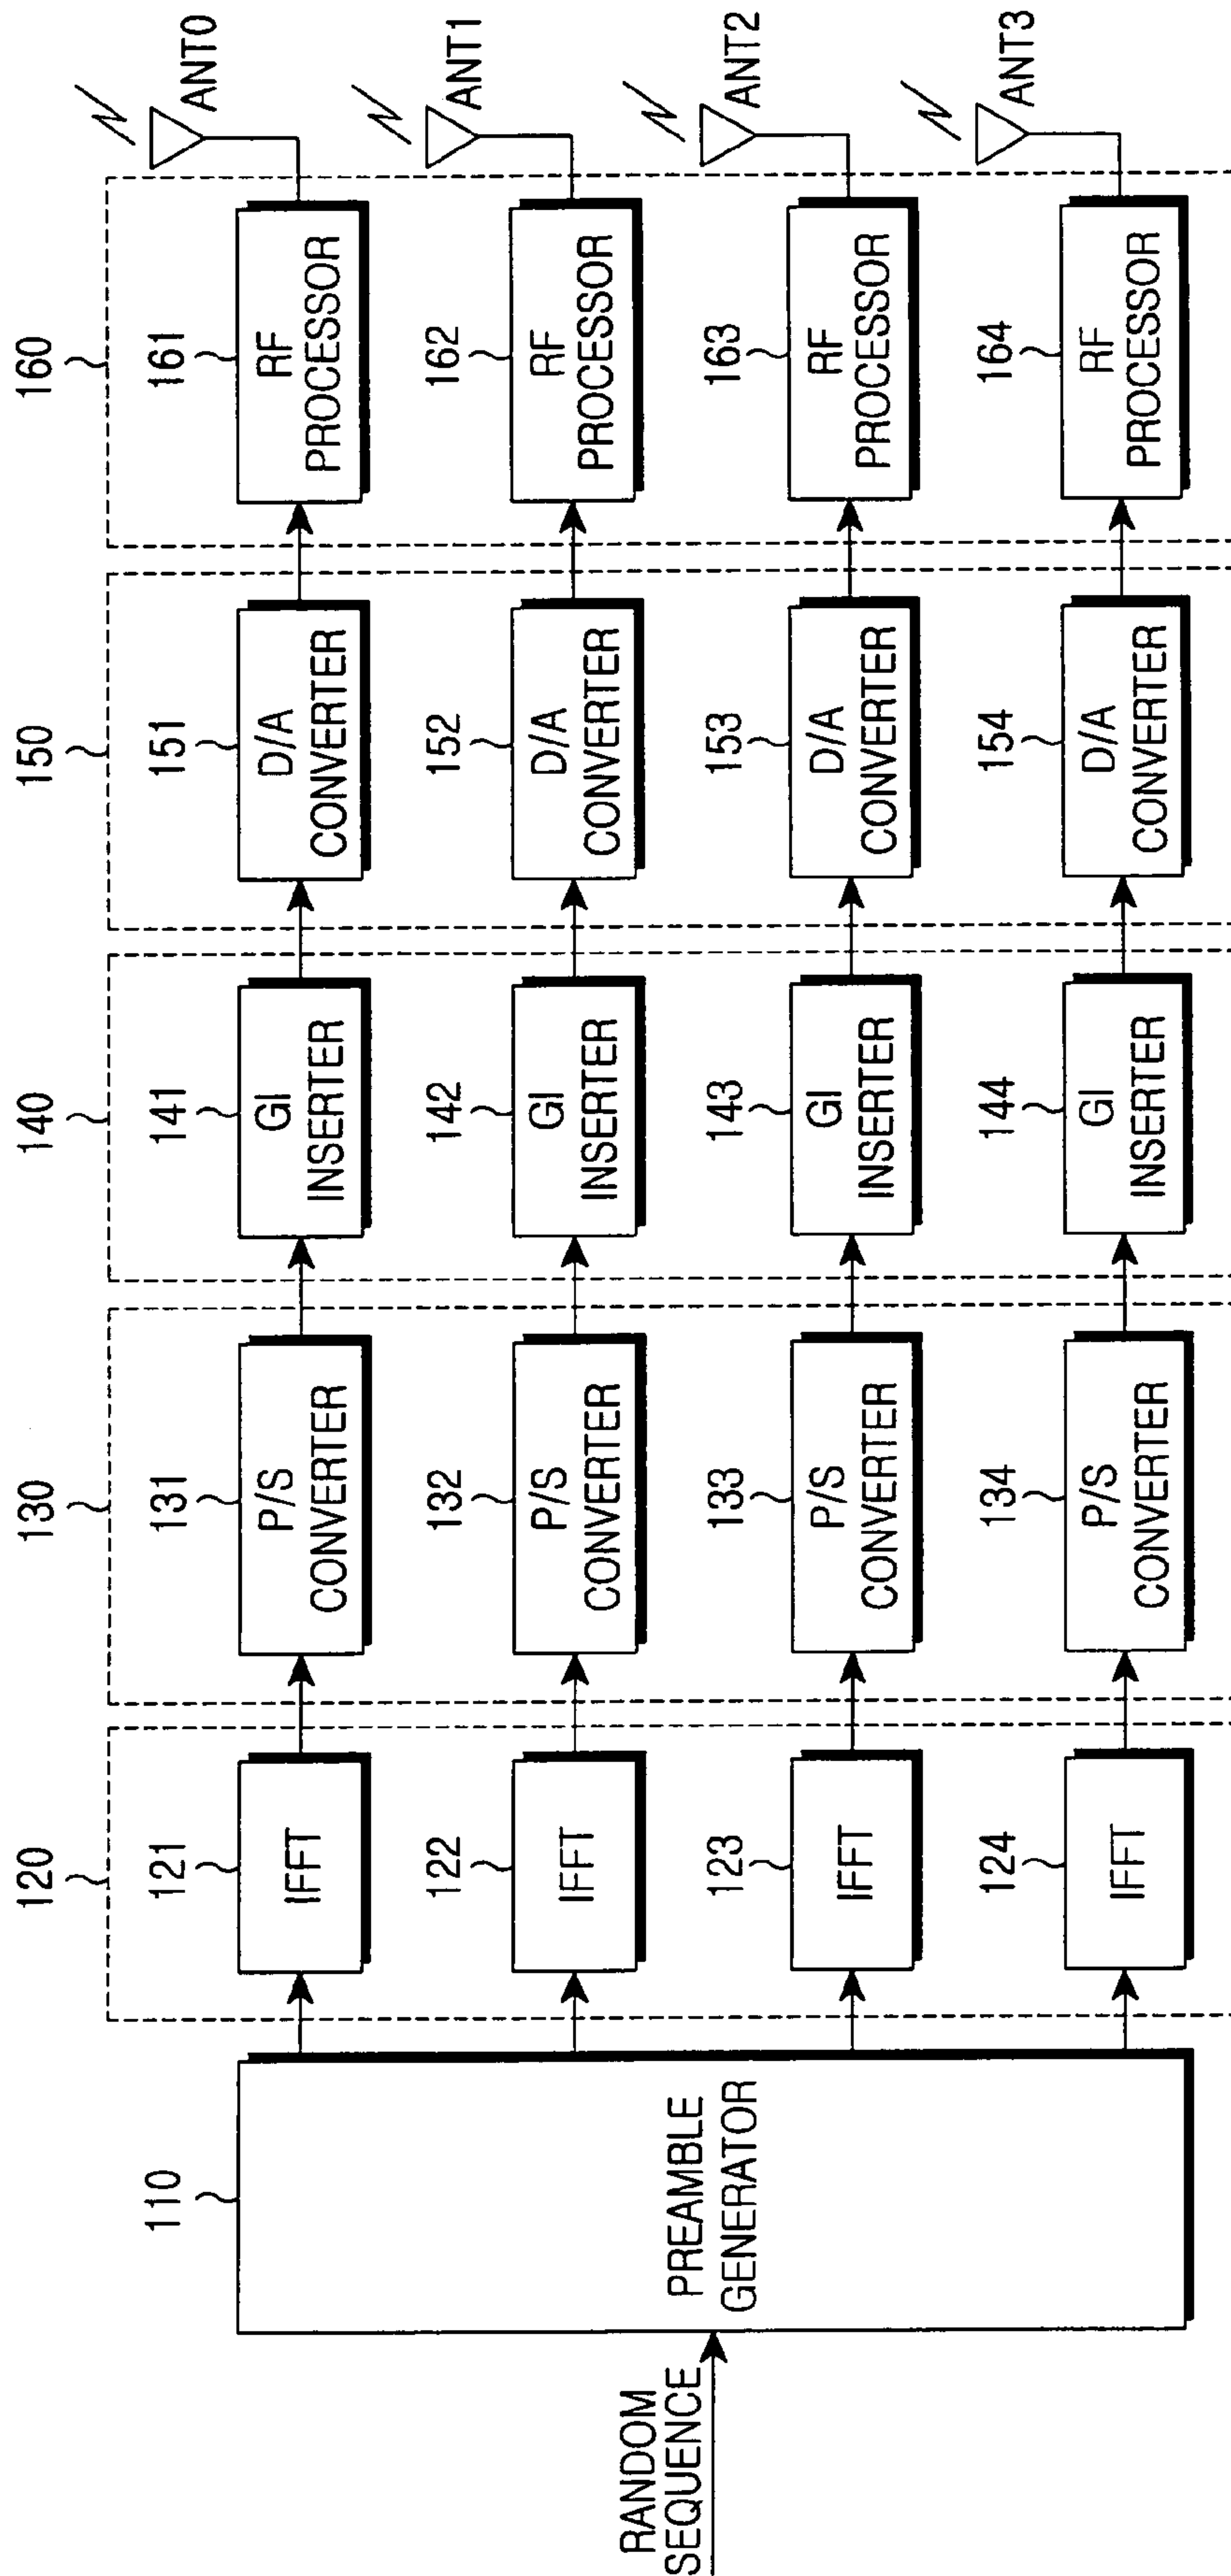 RANDOM
SEQUENCE
110
PREAMBLE
GENERATOR
120
121
IFFT
122
IFFT
123
IFFT
124
IFFT
130
131
P/S
CONVERTER
132
P/S
CONVERTER
133
P/S
CONVERTER
134
P/S
CONVERTER
140
141
GI
INSERTER
142
GI
INSERTER
143
GI
INSERTER
144
GI
INSERTER
150
151
D/A
CONVERTER
152
D/A
CONVERTER
153
D/A
CONVERTER
154
D/A
CONVERTER
160
161
RF
PROCESSOR
162
RF
PROCESSOR
163
RF
PROCESSOR
164
RF
PROCESSOR
ANT0
ANT1
ANT2
ANT3